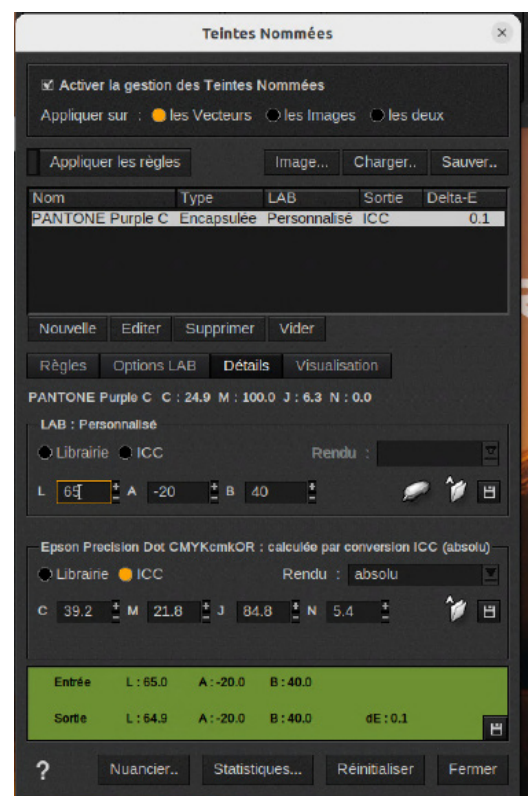 Teintes Nommées
Activer la gestion des Teintes Nommées
Appliquer sur : les Vecteurs les Images les deux
Appliquer les règles Image... Charger.. Sauver..
Nom Type LAB Sortie Delta-E
PANTONE Purple C Encapsulée Personnalisé ICC 0.1
Nouvelle Editer Supprimer Vider
Règles Options LAB Détails Visualisation
PANTONE Purple C C : 24.9 M : 100.0 J : 6.3 N : 0.0
LAB : Personnalisé
Librairie ICC Rendu :
L 65 A -20 B 40
Epson Precision Dot CMYKcmkOR : calculée par conversion ICC (absolu)
Librairie ICC Rendu : absolu
C 39.2 M 21.8 J 84.8 N 5.4
Entrée L : 65.0 A : -20.0 B : 40.0
Sortie L : 64.9 A : -20.0 B : 40.0 dE : 0.1
? Nuancier.. Statistiques... Réinitialiser Fermer